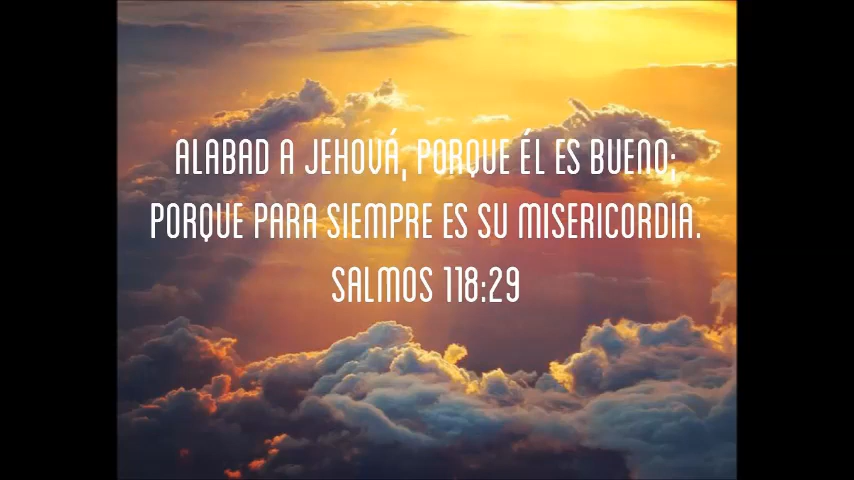 ALABAD A JEHOVÁ, PORQUE ÉL ES BUENO;
PORQUE PARA SIEMPRE ES SU MISERICORDIA.
SALMOS 118:29